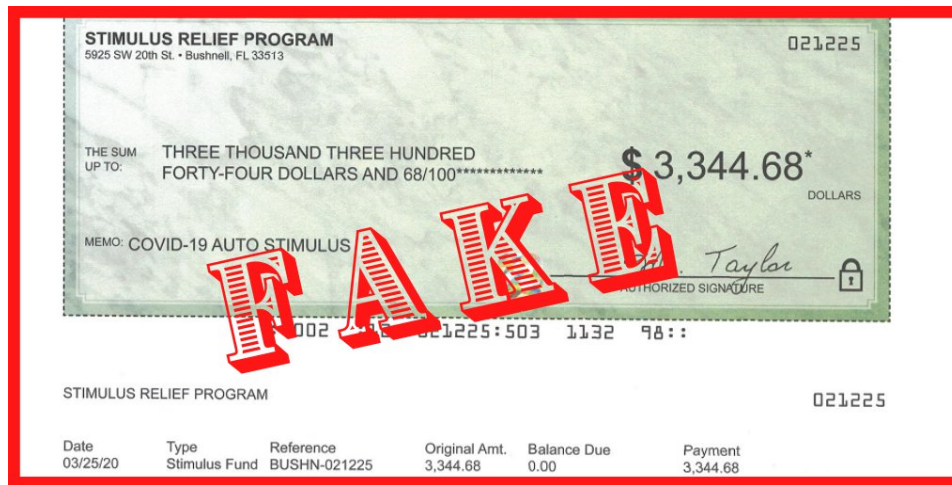 STIMULUS RELIEF PROGRAM
5925 SW 20th St. • Bushnell, FL 33513
021225
THE SUM UP TO:
THREE THOUSAND THREE HUNDRED
FORTY-FOUR DOLLARS AND 68/100*************
$ 3,344.68*
DOLLARS
MEMO: COVID-19 AUTO STIMULUS
FAKE
Taylor
AUTHORIZED SIGNATURE
002 021225:503 1132 98::
STIMULUS RELIEF PROGRAM
021225
Date Type Reference Original Amt. Balance Due Payment
03/25/20 Stimulus Fund BUSHN-021225 3,344.68 0.00 3,344.68